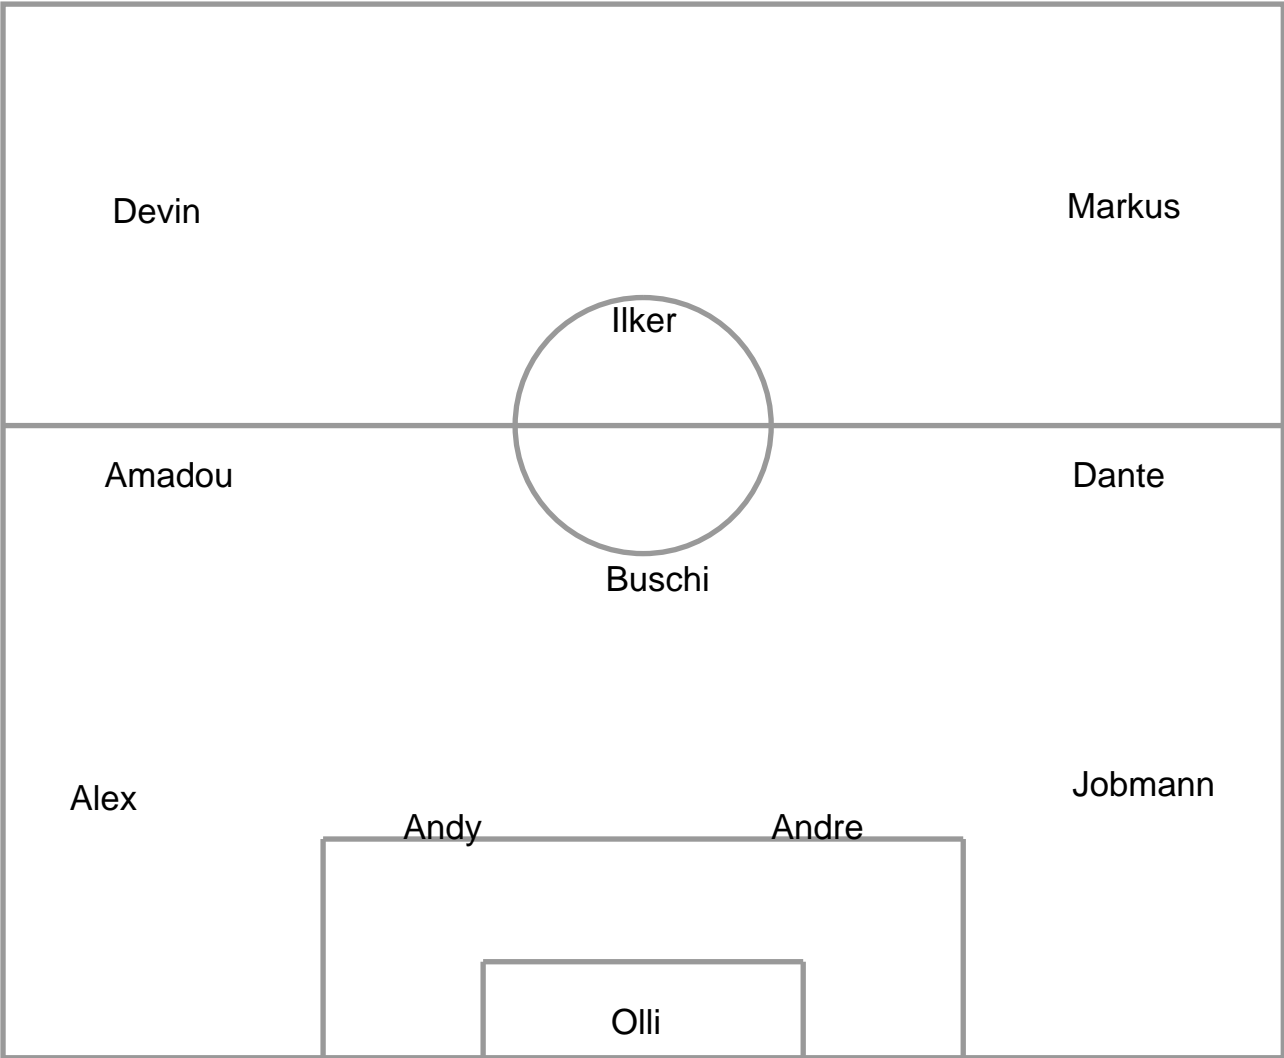 Devin
Markus
Ilker
Amadou
Dante
Buschi
Alex
Jobmann
Andy
Andre
Olli